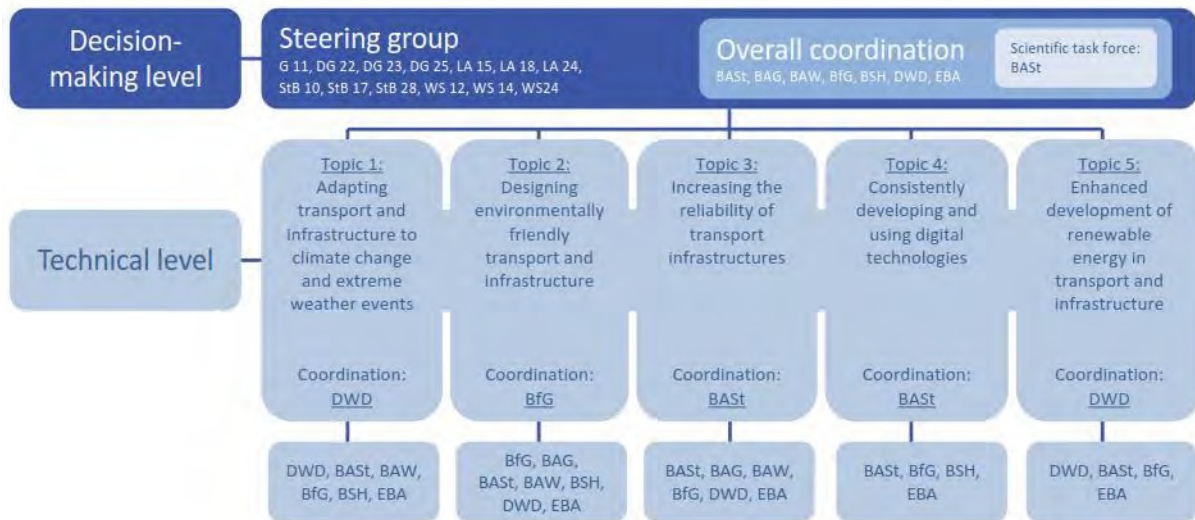 Decision-
making level
Steering group
G 11, DG 22, DG 23, DG 25, LA 15, LA 18, LA 24,
StB 10, StB 17, StB 28, WS 12, WS 14, WS24
Overall coordination
BASt, BAG, BAW, BfG, BSH, DWD, EBA
Scientific task force:
BASt
Technical level
Topic 1:
Adapting
transport and
infrastructure to
climate change
and extreme
weather events
Coordination:
DWD
Topic 2:
Designing
environmentally
friendly
transport and
infrastructure
Coordination:
BfG
Topic 3:
Increasing the
reliability of
transport
infrastructures
Coordination:
BASt
Topic 4:
Consistently
developing and
using digital
technologies
Coordination:
BASt
Topic 5:
Enhanced
development of
renewable
energy in
transport and
infrastructure
Coordination:
DWD
DWD, BASt, BAW,
BfG, BSH, EBA
BfG, BAG,
BASt, BAW, BSH,
DWD, EBA
BASt, BAG, BAW,
BfG, DWD, EBA
BASt, BfG, BSH,
EBA
DWD, BASt, BfG,
EBA